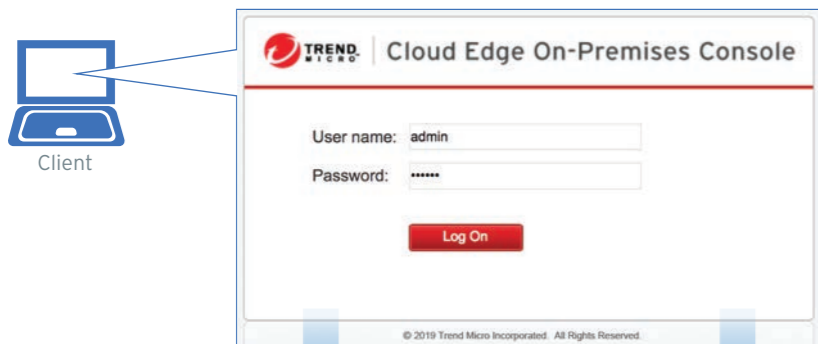 TREND MICRO
Cloud Edge On-Premises Console
User name: admin
Password: ••••••
Log On
Client
© 2019 Trend Micro Incorporated. All Rights Reserved.